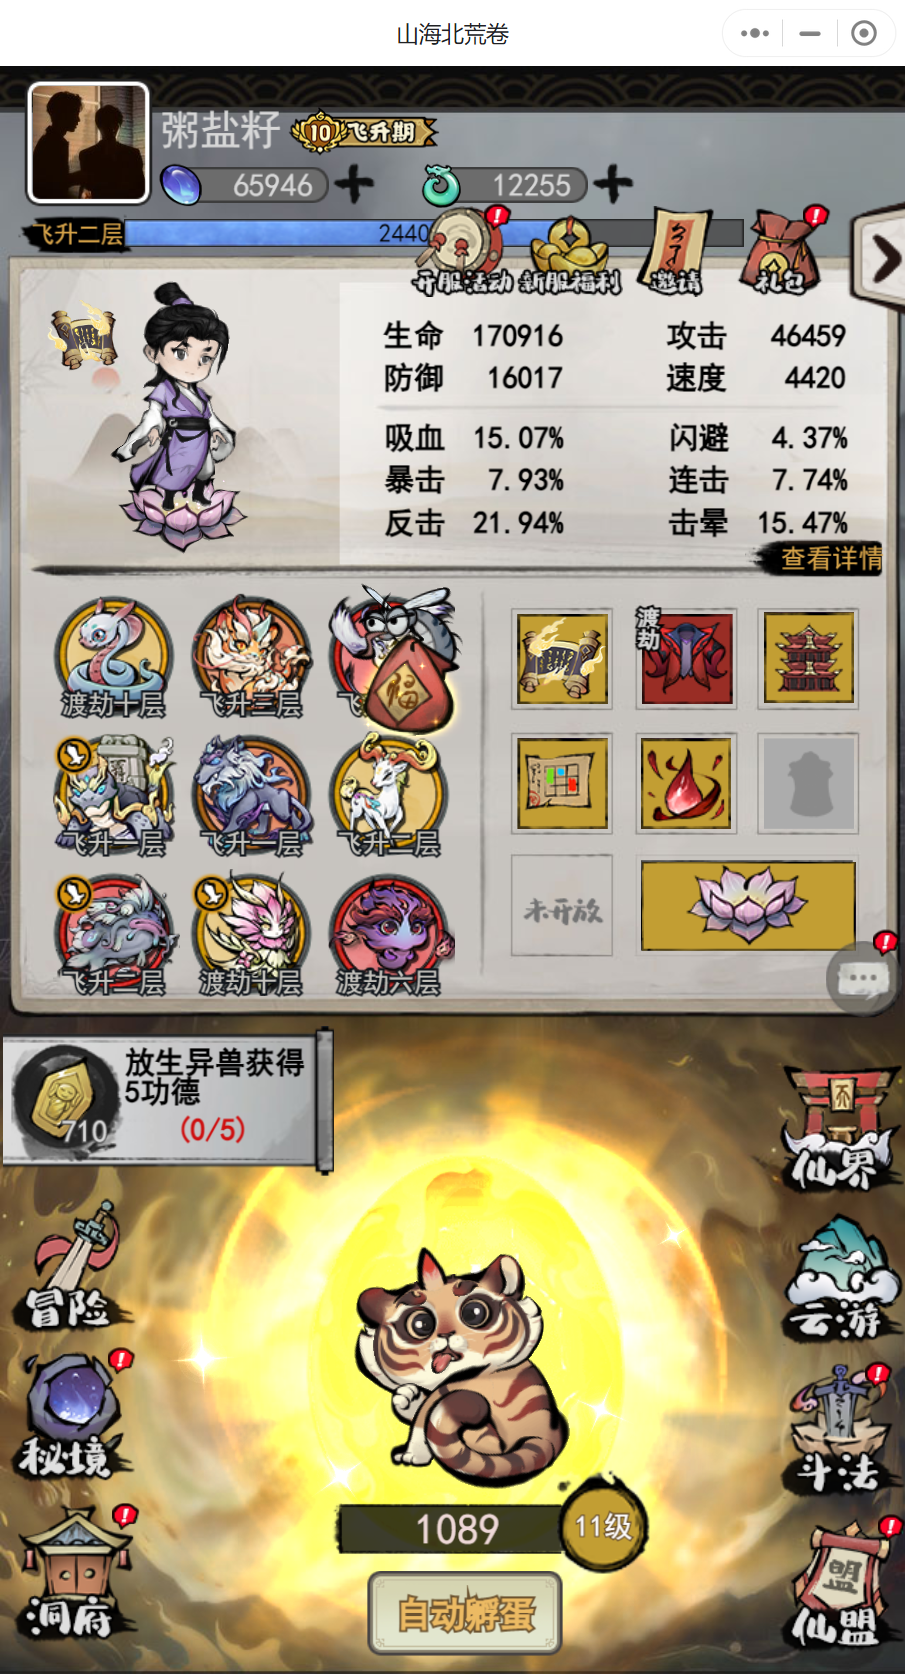 山海北荒卷
粥盐籽
10 飞升期
65946
12255
飞升二层
2440
开服活动 新服福利 邀请 礼包
生命 170916 攻击 46459
防御 16017 速度 4420
吸血 15.07% 闪避 4.37%
暴击 7.93% 连击 7.74%
反击 21.94% 击晕 15.47%
查看详情
渡劫
福
渡劫十层 飞升三层 飞
飞升一层 飞升一层 飞升二层
未开放
飞升二层 渡劫十层 渡劫六层
放生异兽获得
5功德
710
(0/5)
仙界
冒险
云游
秘境
斗法
1089
11级
洞府
自动孵蛋
盟
仙盟